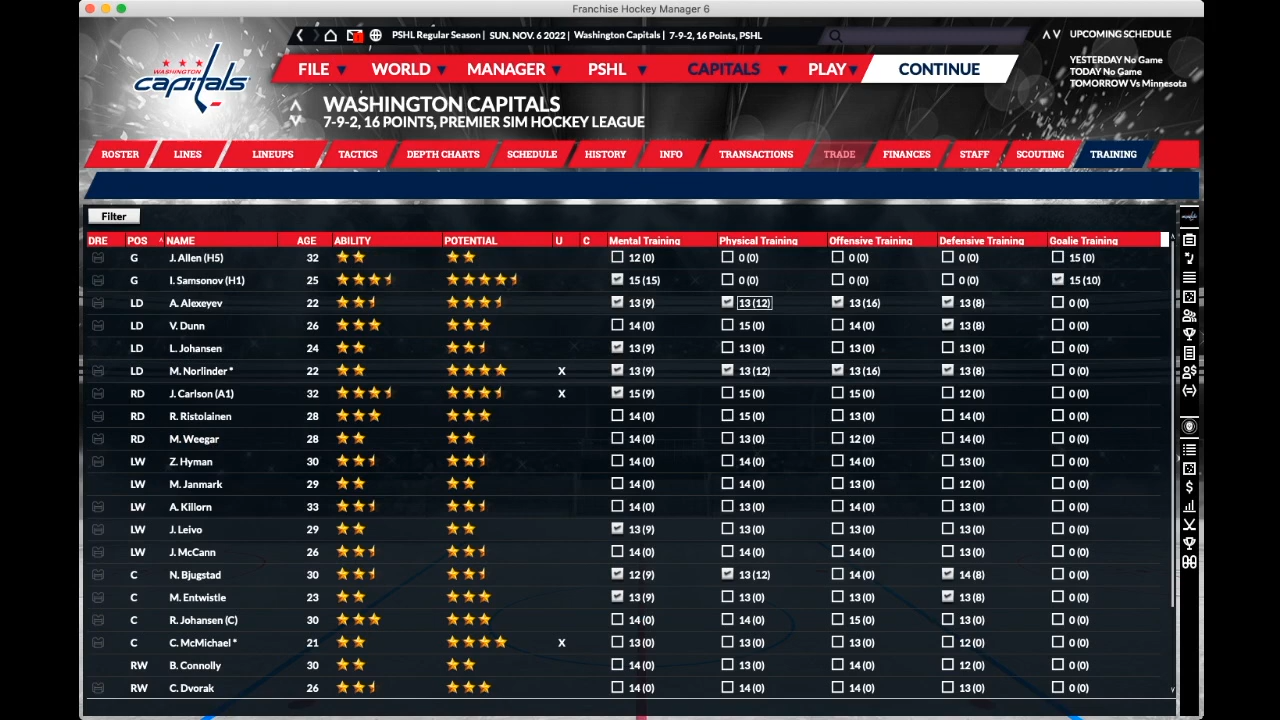 Franchise Hockey Manager 6
PSHL Regular Season | SUN. NOV. 6 2022 | Washington Capitals | 7-9-2, 16 Points, PSHL
UPCOMING SCHEDULE
YESTERDAY No Game
TODAY No Game
TOMORROW Vs Minnesota
WASHINGTON
capitals
FILE WORLD MANAGER PSHL CAPITALS PLAY CONTINUE
WASHINGTON CAPITALS
7-9-2, 16 POINTS, PREMIER SIM HOCKEY LEAGUE
ROSTER LINES LINEUPS TACTICS DEPTH CHARTS SCHEDULE HISTORY INFO TRANSACTIONS TRADE FINANCES STAFF SCOUTING TRAINING
Filter
DRE POS NAME AGE ABILITY POTENTIAL U C Mental Training Physical Training Offensive Training Defensive Training Goalie Training
G J. Allen (H5) 32 12 (0) 0 (0) 0 (0) 0 (0) 15 (0)
G I. Samsonov (H1) 25 15 (15) 0 (0) 0 (0) 0 (0) 15 (10)
LD A. Alexeyev 22 13 (9) 13 (12) 13 (16) 13 (8) 0 (0)
LD V. Dunn 26 14 (0) 15 (0) 14 (0) 13 (8) 0 (0)
LD L. Johansen 24 13 (9) 13 (0) 13 (0) 13 (0) 0 (0)
LD M. Norlinder * 22 X 13 (9) 13 (12) 13 (16) 13 (8) 0 (0)
RD J. Carlson (A1) 32 X 15 (9) 15 (0) 15 (0) 12 (0) 0 (0)
RD R. Ristolainen 28 14 (0) 15 (0) 13 (0) 14 (0) 0 (0)
RD M. Weegar 28 14 (0) 13 (0) 12 (0) 14 (0) 0 (0)
LW Z. Hyman 30 14 (0) 14 (0) 14 (0) 13 (0) 0 (0)
LW M. Janmark 29 14 (0) 14 (0) 13 (0) 12 (0) 0 (0)
LW A. Killorn 33 14 (0) 13 (0) 14 (0) 13 (0) 0 (0)
LW J. Leivo 29 13 (9) 13 (0) 13 (0) 13 (0) 0 (0)
LW J. McCann 26 14 (0) 14 (0) 14 (0) 13 (0) 0 (0)
C N. Bjugstad 30 12 (9) 13 (12) 14 (0) 14 (8) 0 (0)
C M. Entwistle 23 13 (9) 13 (0) 13 (0) 13 (8) 0 (0)
C R. Johansen (C) 30 14 (0) 14 (0) 15 (0) 13 (0) 0 (0)
C C. McMichael * 21 X 13 (0) 13 (0) 13 (0) 12 (0) 0 (0)
RW B. Connolly 30 14 (0) 13 (0) 14 (0) 12 (0) 0 (0)
RW C. Dvorak 26 14 (0) 14 (0) 14 (0) 13 (0) 0 (0)